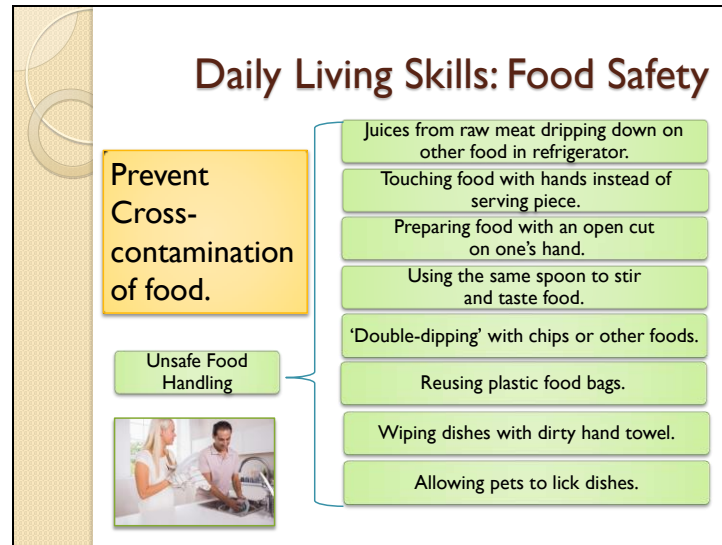 Daily Living Skills: Food Safety
Prevent
Cross-
contamination
of food.
Unsafe Food
Handling
Juices from raw meat dripping down on
other food in refrigerator.
Touching food with hands instead of
serving piece.
Preparing food with an open cut
on one's hand.
Using the same spoon to stir
and taste food.
‘Double-dipping’ with chips or other foods.
Reusing plastic food bags.
Wiping dishes with dirty hand towel.
Allowing pets to lick dishes.